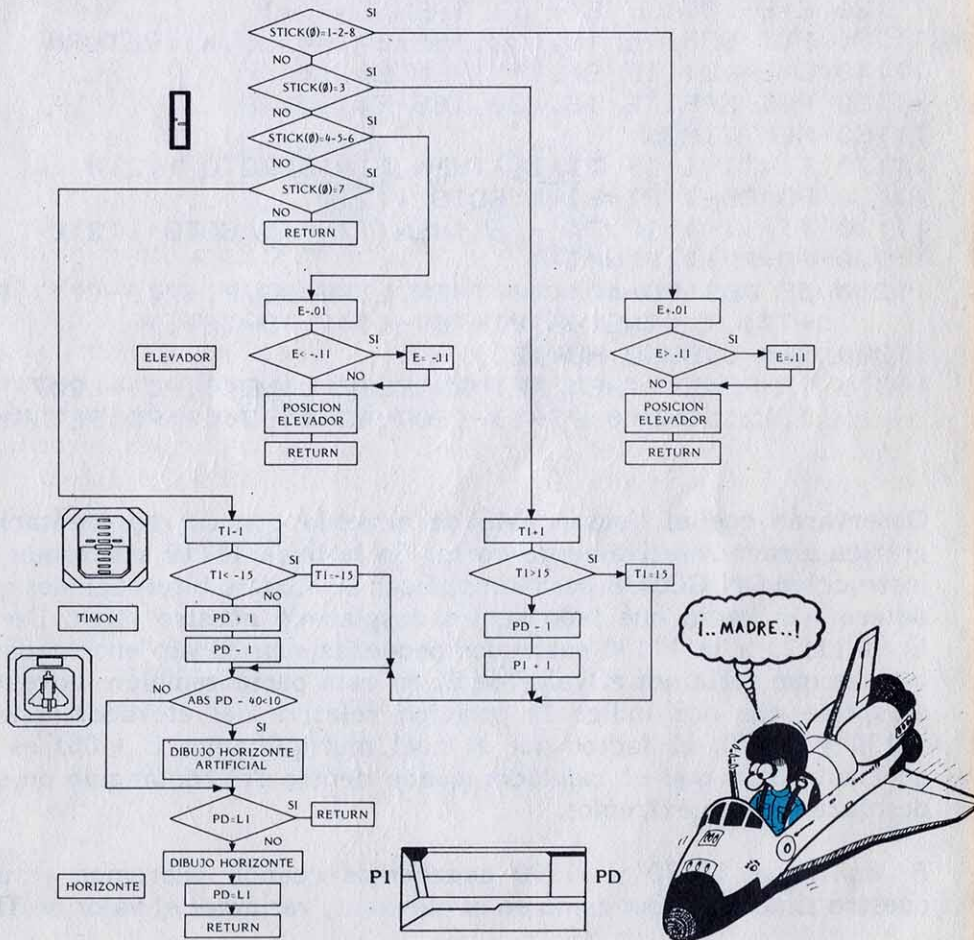 SI
STICK(Ø)=1-2-8
NO
SI
STICK(Ø)=3
NO
SI
STICK(Ø)=4-5-6
NO
SI
STICK(Ø)=7
NO
RETURN
E-.01
E+.01
ELEVADOR
SI
E< -.11
E=-.11
NO
SI
E>.11
E=.11
NO
POSICION
ELEVADOR
RETURN
POSICION
ELEVADOR
RETURN
T1-1
T1+1
SI
T1< -15
T1=-15
NO
SI
T1>15
T1=15
NO
TIMON
PD + 1
PD - 1
PD - 1
P1 + 1
¡..MADRE..!
NO
ABS PD - 40<10
SI
DIBUJO HORIZONTE
ARTIFICIAL
SI
PD=L1
RETURN
NO
DIBUJO HORIZONTE
HORIZONTE
PD=L1
RETURN
P1
PD